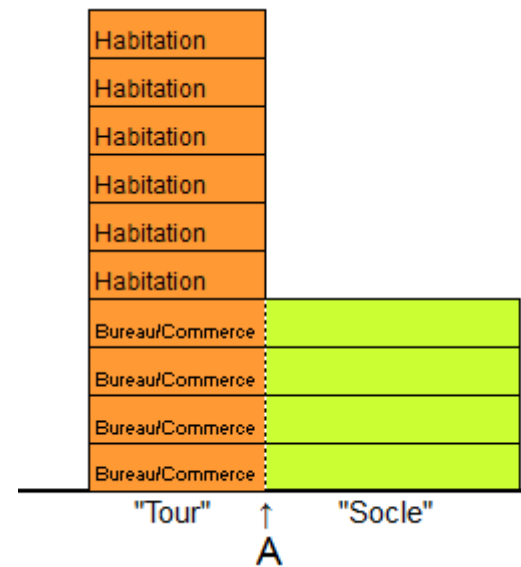 Habitation
Habitation
Habitation
Habitation
Habitation
Habitation
Bureau/Commerce
Bureau/Commerce
Bureau/Commerce
Bureau/Commerce
"Tour" ↑ "Socle"
A